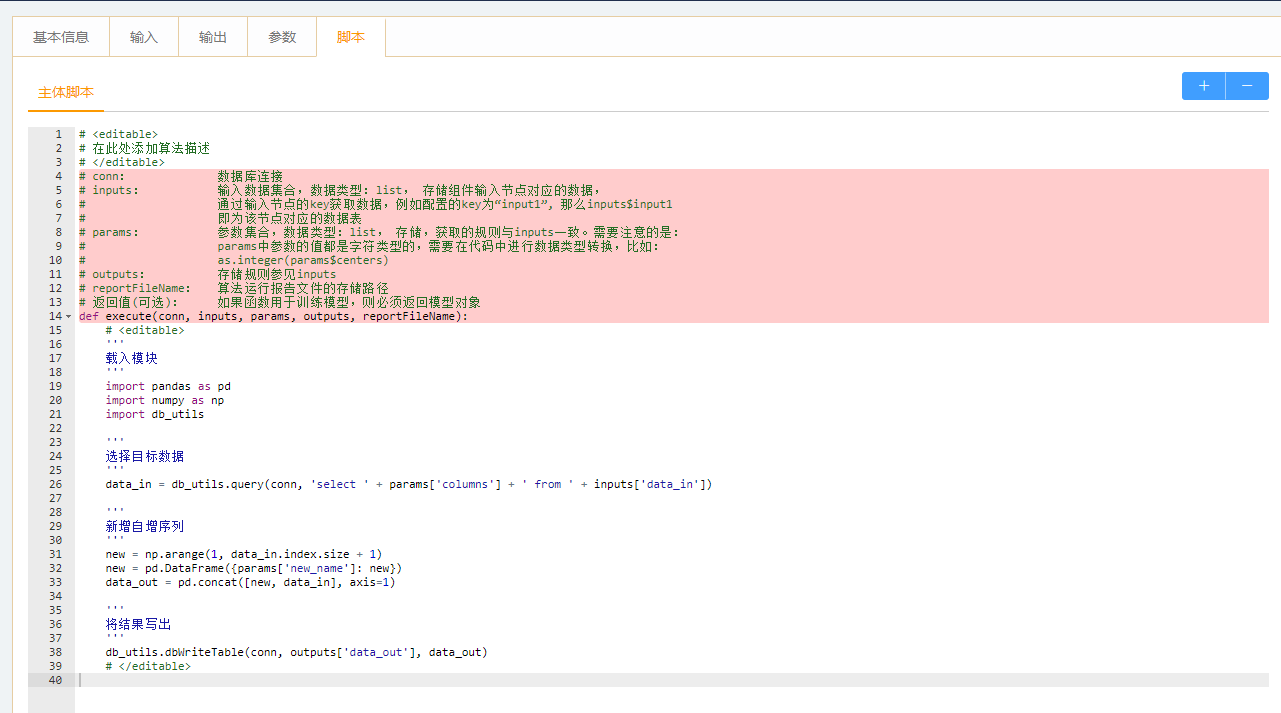 基本信息 输入 输出 参数 脚本
主体脚本
+ −
1 # <editable>
2 # 在此处添加算法描述
3 # </editable>
4 # conn: 数据库连接
5 # inputs: 输入数据集合，数据类型：list， 存储组件输入节点对应的数据，
6 # 通过输入节点的key获取数据，例如配置的key为“input1”, 那么inputs$input1
7 # 即为该节点对应的数据表
8 # params: 参数集合，数据类型：list， 存储，获取的规则与inputs一致。需要注意的是：
9 # params中参数的值都是字符类型的，需要在代码中进行数据类型转换，比如：
10 # as.integer(params$centers)
11 # outputs: 存储规则参见inputs
12 # reportFileName: 算法运行报告文件的存储路径
13 # 返回值(可选): 如果函数用于训练模型，则必须返回模型对象
14 def execute(conn, inputs, params, outputs, reportFileName):
15 # <editable>
16 '''
17 载入模块
18 '''
19 import pandas as pd
20 import numpy as np
21 import db_utils
22
23 '''
24 选择目标数据
25 '''
26 data_in = db_utils.query(conn, 'select ' + params['columns'] + ' from ' + inputs['data_in'])
27
28 '''
29 新增自增序列
30 '''
31 new = np.arange(1, data_in.index.size + 1)
32 new = pd.DataFrame({params['new_name']: new})
33 data_out = pd.concat([new, data_in], axis=1)
34
35 '''
36 将结果写出
37 '''
38 db_utils.dbWriteTable(conn, outputs['data_out'], data_out)
39 # </editable>
40